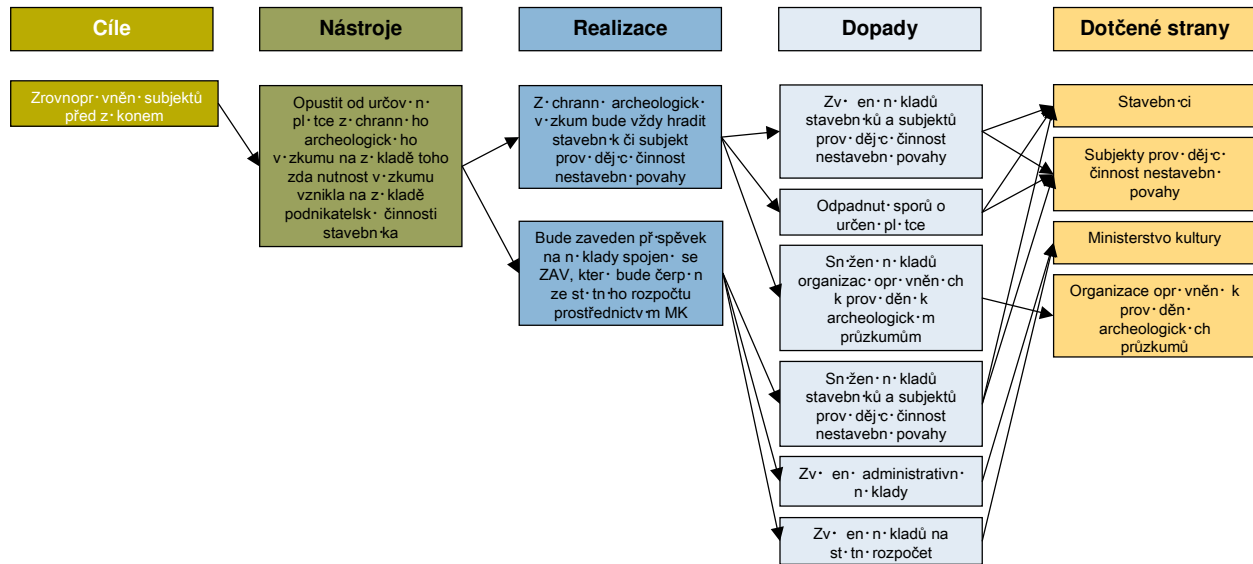 Cíle
Nástroje
Realizace
Dopady
Dotčené strany
Zrovnopr·vněn· subjektů
před z·konem
Opustit od určov·n·
pl·tce z·chrann·ho
archeologick·ho
v·zkumu na z·kladě toho
zda nutnost v·zkumu
vznikla na z·kladě
podnikatelsk· činnosti
stavebn·ka
Z·chrann· archeologick·
v·zkum bude vždy hradit
stavebn·k či subjekt
prov·děj·c· činnost
nestavebn· povahy
Bude zaveden př·spěvek
na n·klady spojen· se
ZAV, kter· bude čerp·n
ze st·tn·ho rozpočtu
prostřednictv·m MK
Zv· en· n·kladů
stavebn·ků a subjektů
prov·děj·c· činnost
nestavebn· povahy
Odpadnut· sporů o
určen· pl·tce
Sn·žen· n·kladů
organizac· opr·vněn·ch
k prov·děn· k
archeologick·m
průzkumům
Sn·žen· n·kladů
stavebn·ků a subjektů
prov·děj·c· činnost
nestavebn· povahy
Zv· en· administrativn·
n·klady
Zv· en· n·kladů na
st·tn· rozpočet
Stavebn·ci
Subjekty prov·děj·c·
činnost nestavebn·
povahy
Ministerstvo kultury
Organizace opr·vněn· k
prov·děn·
archeologick·ch
průzkumů